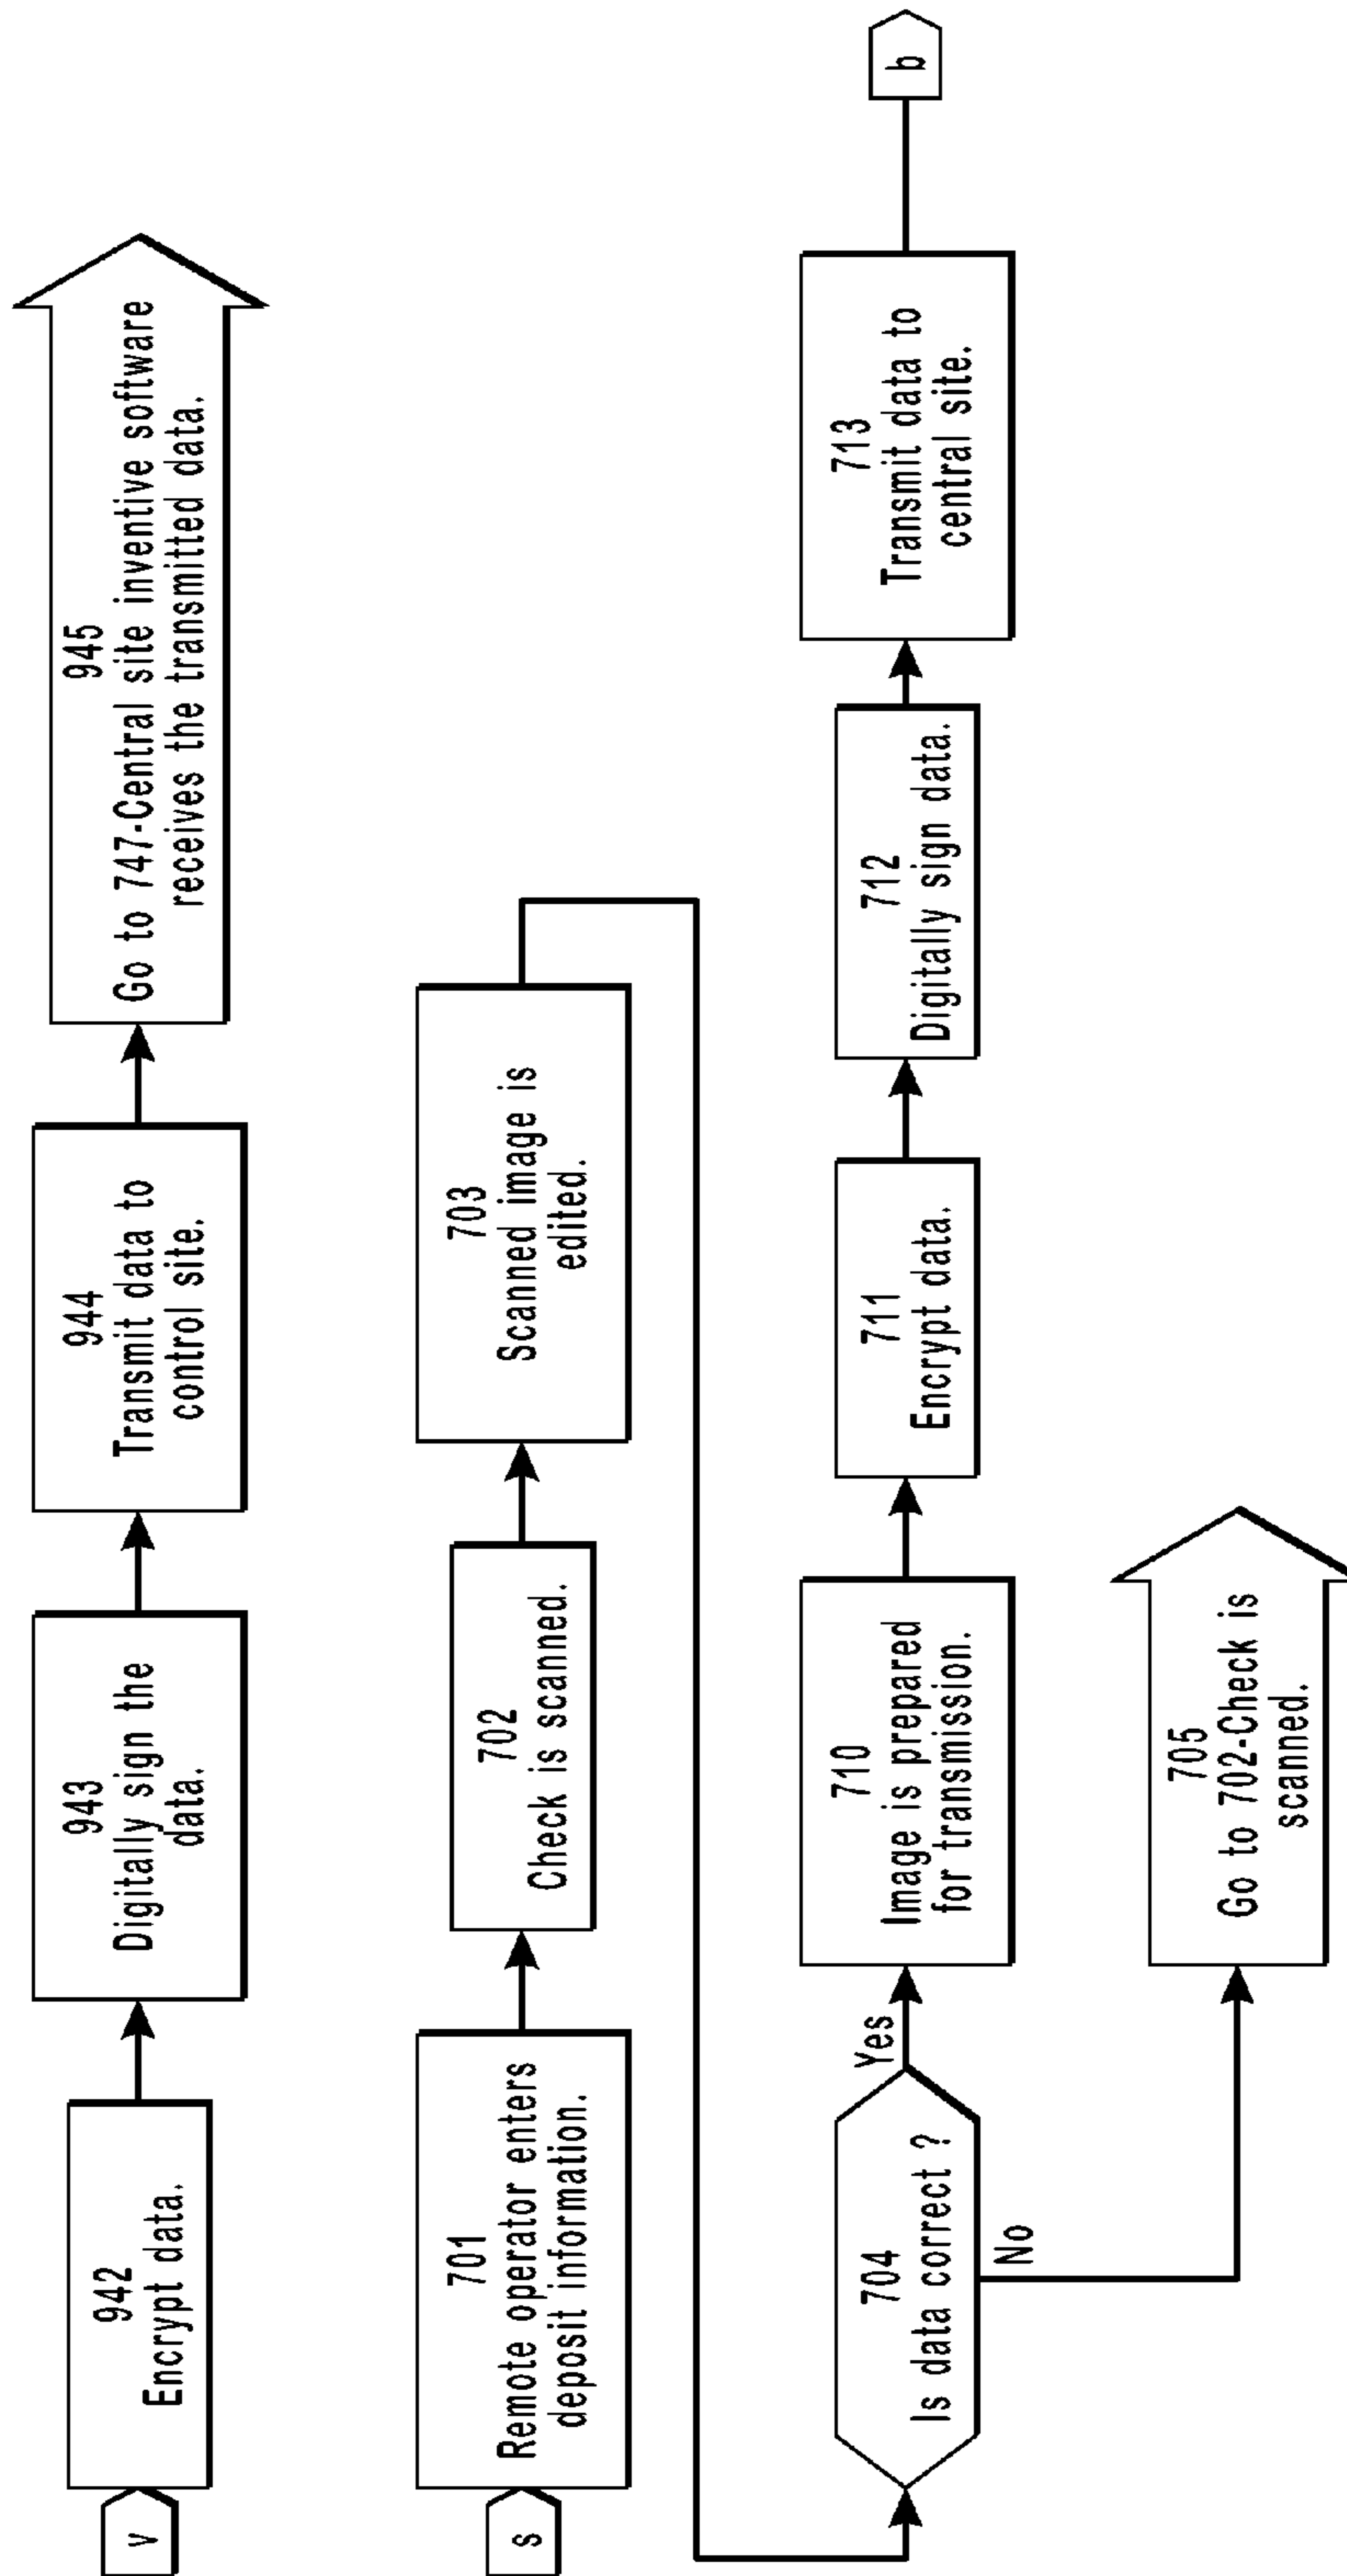 v
942
Encrypt data.
943
Digitally sign the
data.
944
Transmit data to
control site.
945
Go to 747-Central site inventive software
receives the transmitted data.
s
701
Remote operator enters
deposit information.
702
Check is scanned.
703
Scanned image is
edited.
704
Is data correct ?
Yes
No
710
Image is prepared
for transmission.
711
Encrypt data.
712
Digitally sign data.
713
Transmit data to
central site.
b
705
Go to 702-Check is
scanned.